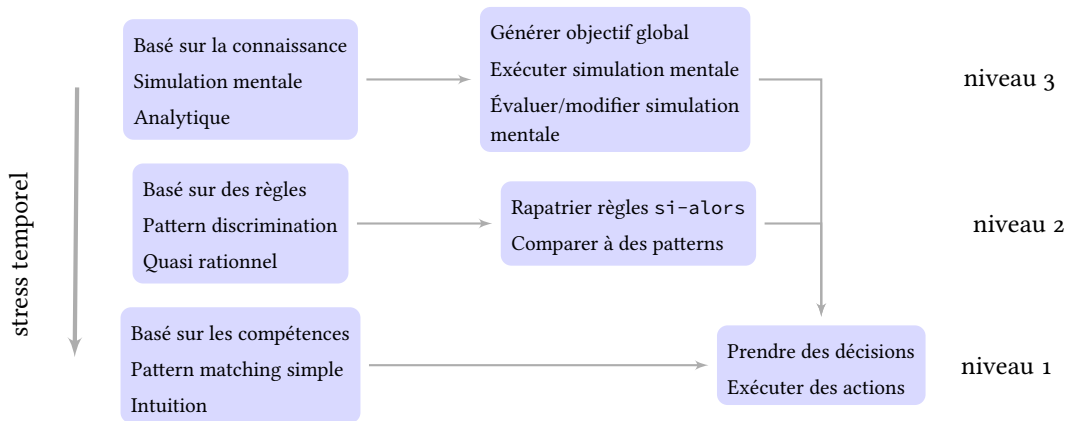 Basé sur la connaissance
Simulation mentale
Analytique
Générer objectif global
Exécuter simulation mentale
Évaluer/modifier simulation
mentale
niveau 3
stress temporel
Basé sur des règles
Pattern discrimination
Quasi rationnel
Rapatrier règles si-alors
Comparer à des patterns
niveau 2
Basé sur les compétences
Pattern matching simple
Intuition
Prendre des décisions
Exécuter des actions
niveau 1